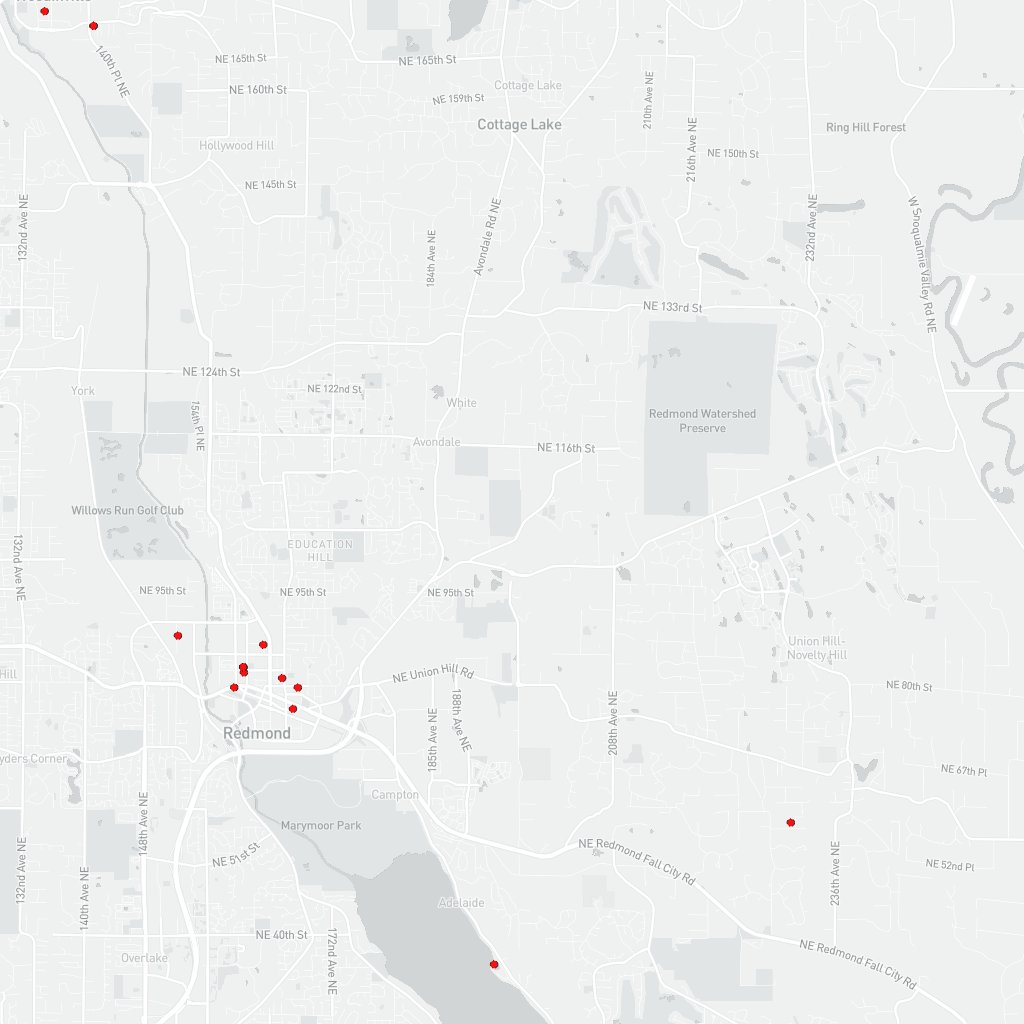 NE 165th St
NE 165th St
140th Pl NE
NE 160th St
Cottage Lake
NE 159th St
210th Ave NE
Cottage Lake
216th Ave NE
Ring Hill Forest
Hollywood Hill
NE 150th St
NE 145th St
132nd Ave NE
Avondale Rd NE
184th Ave NE
232nd Ave NE
W Snoqualmie Valley Rd NE
NE 133rd St
NE 124th St
York
NE 122nd St
White
154th Pl NE
Redmond Watershed
Preserve
Avondale
NE 116th St
Willows Run Golf Club
EDUCATION
HILL
132nd Ave NE
NE 95th St
NE 95th St
NE 95th St
Union Hill-
Novelty Hill
Hill
NE Union Hill Rd
NE 80th St
188th Ave NE
185th Ave NE
208th Ave NE
Redmond
yders Corner
NE 67th Pl
Campton
148th Ave NE
Marymoor Park
132nd Ave NE
NE 51st St
NE Redmond Fall City Rd
236th Ave NE
NE 52nd Pl
140th Ave NE
Adelaide
NE 40th St
172nd Ave NE
Overlake
NE Redmond Fall City Rd